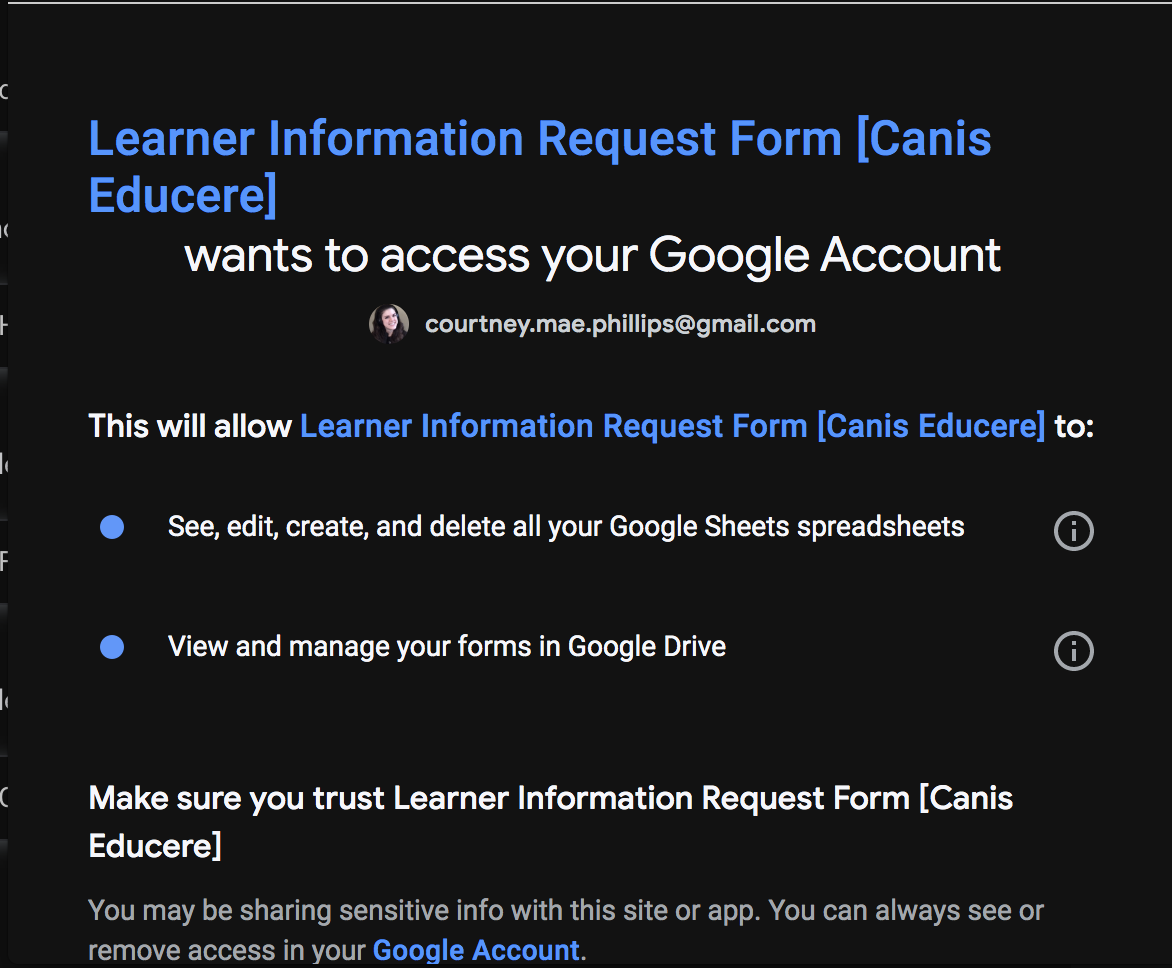 Learner Information Request Form [Canis
Educere]
wants to access your Google Account
courtney.mae.phillips@gmail.com
This will allow Learner Information Request Form [Canis Educere] to:
See, edit, create, and delete all your Google Sheets spreadsheets
View and manage your forms in Google Drive
Make sure you trust Learner Information Request Form [Canis
Educere]
You may be sharing sensitive info with this site or app. You can always see or
remove access in your Google Account.